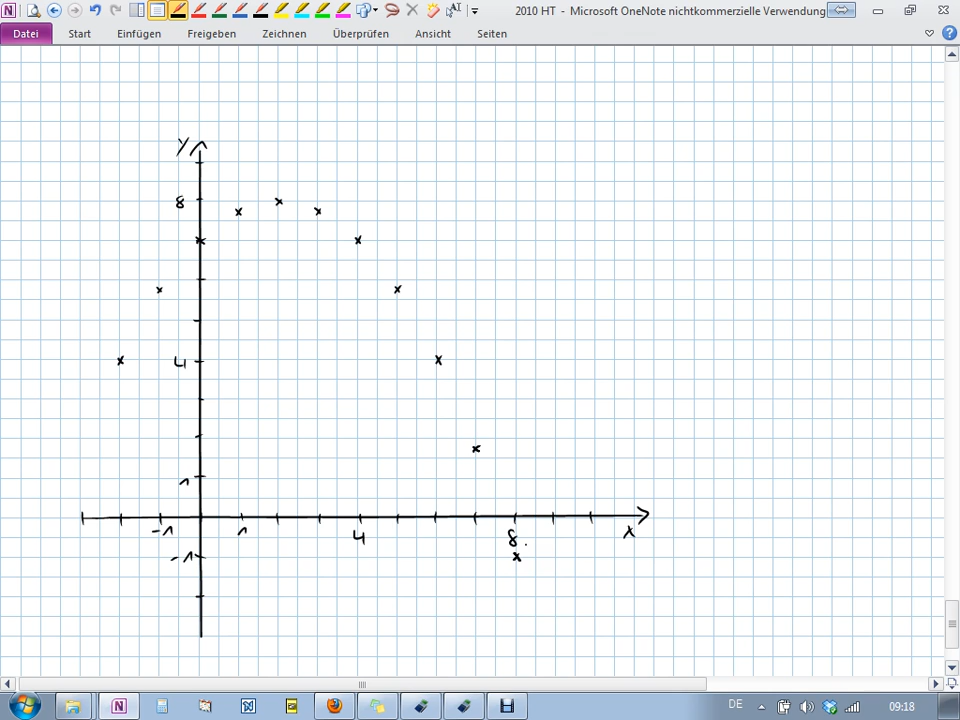 2010 HT - Microsoft OneNote nichtkommerzielle Verwendung
Datei Start Einfügen Freigeben Zeichnen Überprüfen Ansicht Seiten
y
8
4
1
-1 1 4 8 x
-1
DE 09:18